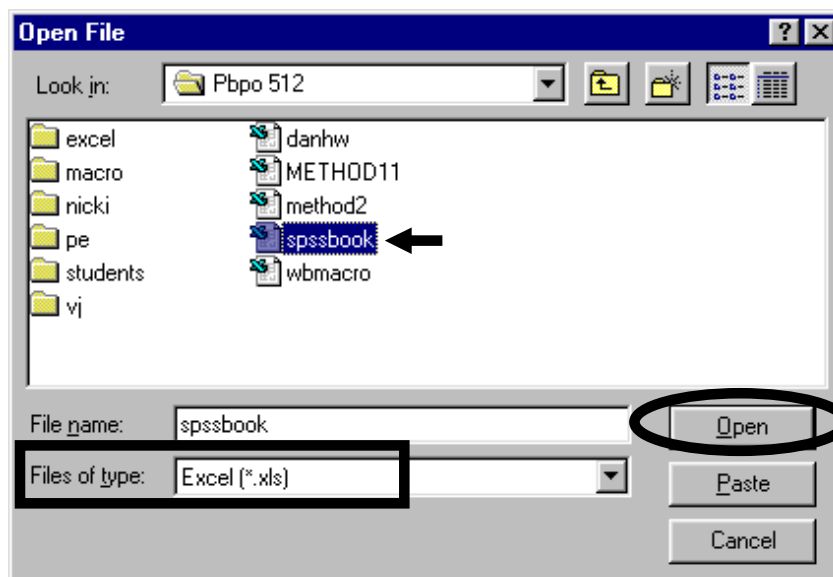 Open File
Look in: Pbpo 512
excel danhw
macro METHOD11
nicki method2
pe spssbook
students wbmacro
vj
File name: spssbook Open
Files of type: Excel (*.xls) Paste
Cancel